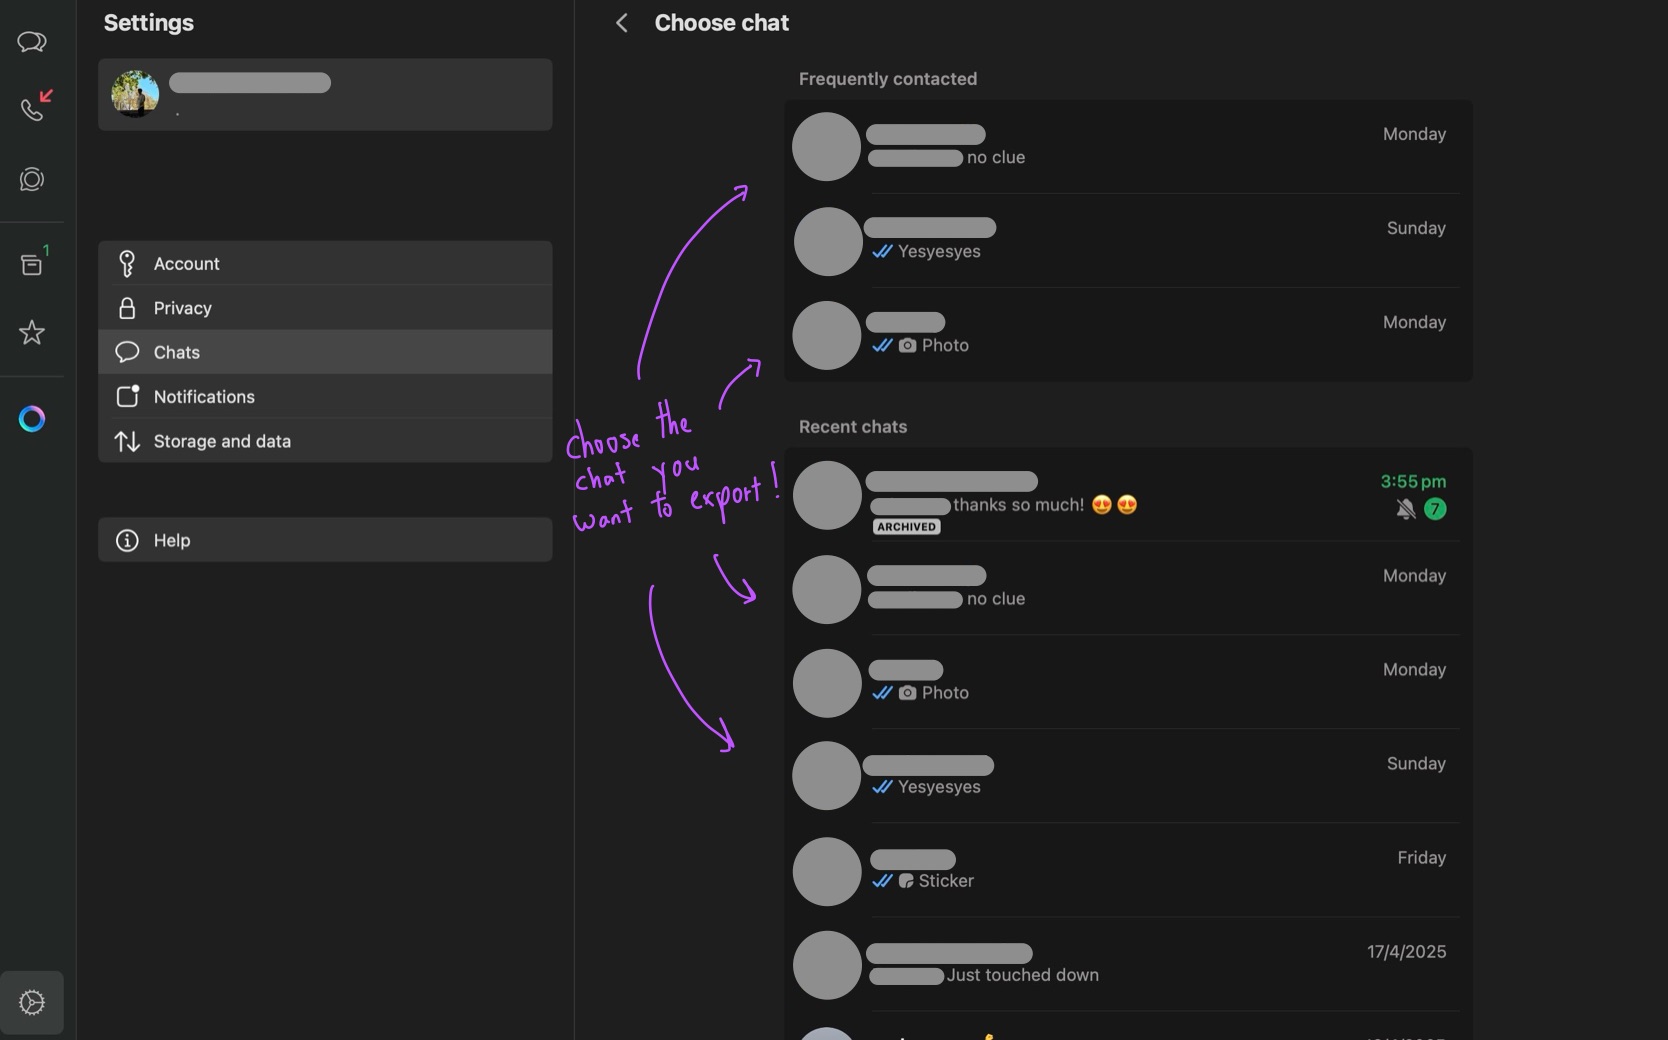 Settings
.
Account
Privacy
Chats
Notifications
Storage and data
Help
1
Choose chat
Frequently contacted
Monday
no clue
Sunday
Yesyesyes
Monday
Photo
choose the
chat you
want to export!
Recent chats
3:55 pm
thanks so much! 😍😍
7
ARCHIVED
Monday
no clue
Monday
Photo
Sunday
Yesyesyes
Friday
Sticker
17/4/2025
Just touched down